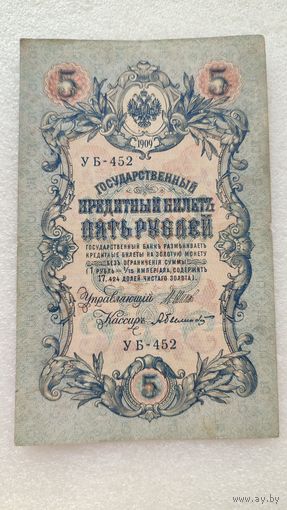 5 5
1909
УБ-452
ГОСУДАРСТВЕННЫЙ
КРЕДИТНЫЙ БИЛЕТЪ
ПЯТЬ РУБЛЕЙ
ГОСУДАРСТВЕННЫЙ БАНКЪ РАЗМѢНИВАЕТЪ
КРЕДИТНЫЕ БИЛЕТЫ НА ЗОЛОТУЮ МОНЕТУ
БЕЗЪ ОГРАНИЧЕНІЯ СУММЫ
(1 РУБЛЬ = 1/15 ИМПЕРІАЛА, СОДЕРЖИТЪ
17,424 ДОЛЕЙ ЧИСТАГО ЗОЛОТА).
Управляющій
Кассиръ
УБ-452
5
www.ay.by